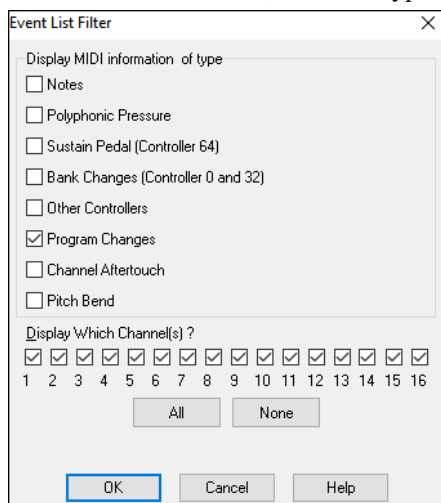 Event List Filter
Display MIDI information of type
Notes
Polyphonic Pressure
Sustain Pedal (Controller 64)
Bank Changes (Controller 0 and 32)
Other Controllers
Program Changes
Channel Aftertouch
Pitch Bend
Display Which Channel(s) ?
1 2 3 4 5 6 7 8 9 10 11 12 13 14 15 16
All None
OK Cancel Help